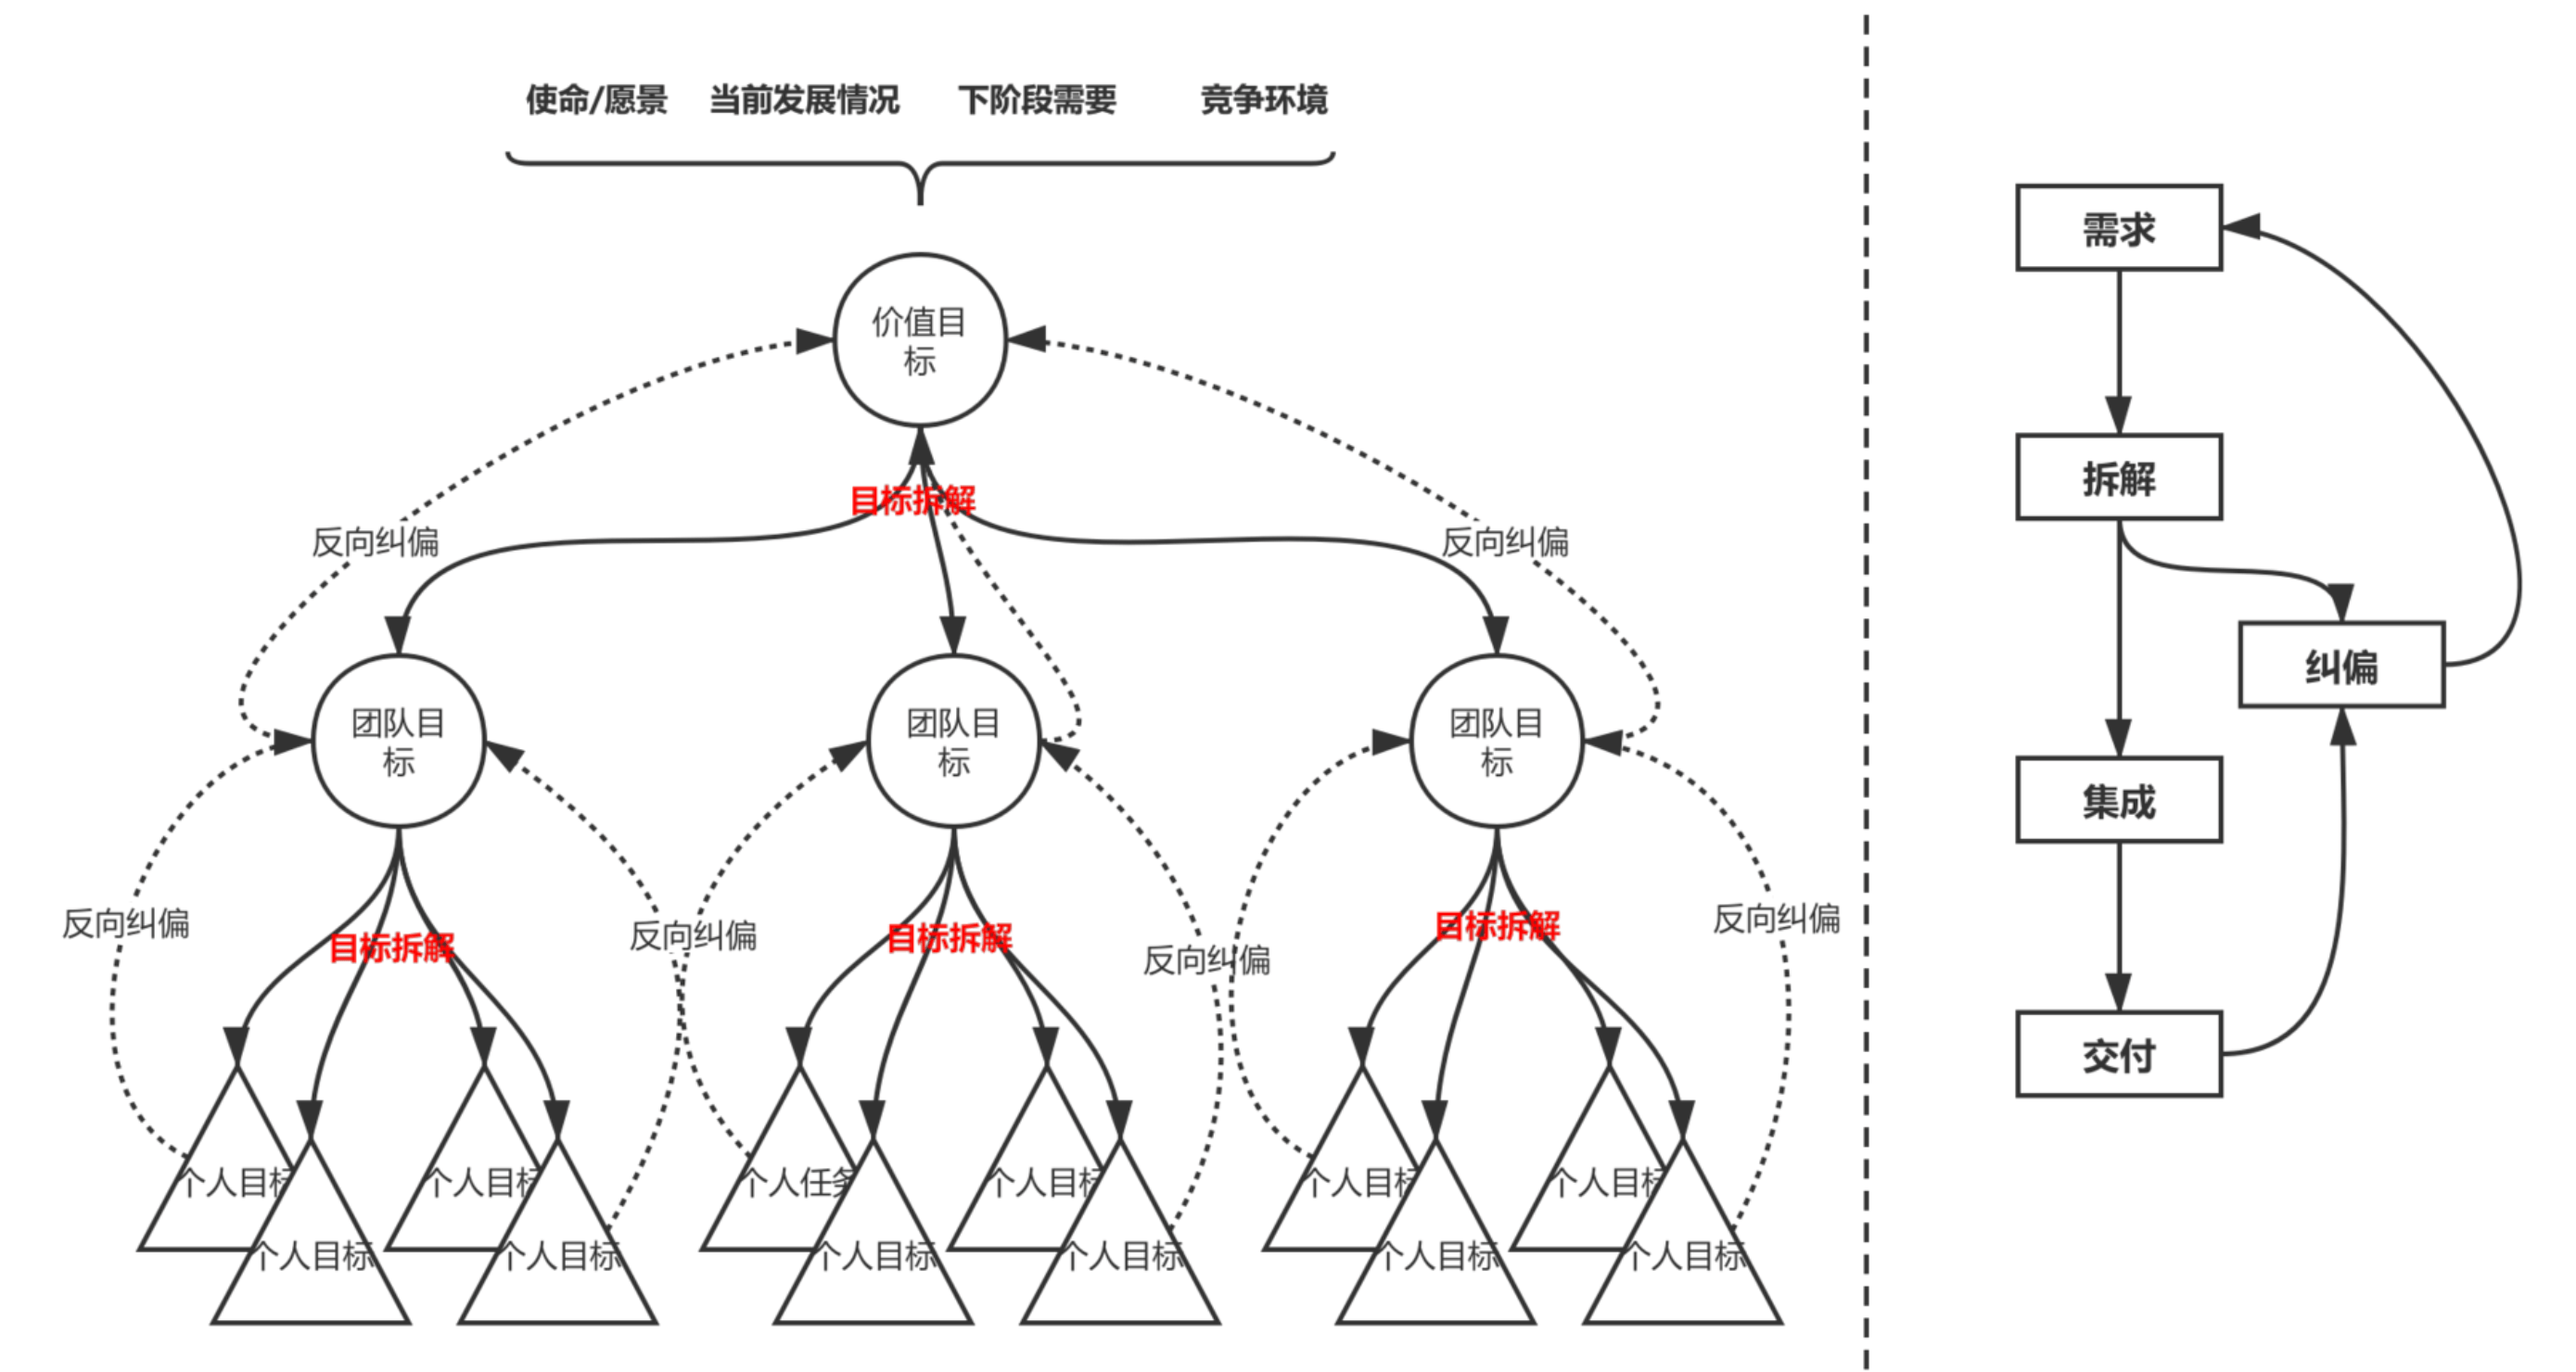 使命/愿景 当前发展情况 下阶段需要 竞争环境
价值目
标
目标拆解
反向纠偏
反向纠偏
团队目
标
团队目
标
团队目
标
反向纠偏
目标拆解
反向纠偏
目标拆解
反向纠偏
目标拆解
反向纠偏
个人目标
个人目标
个人任务
个人目标
个人目标
个人目标
个人目标
个人目标
个人目标
个人目标
个人目标
个人目标
需求
拆解
纠偏
集成
交付